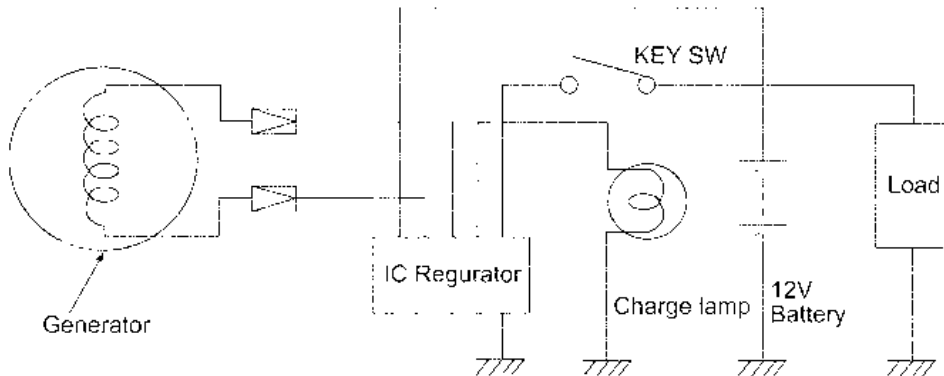 KEY SW
Load
IC Regurator
Generator
Charge lamp
12V
Battery